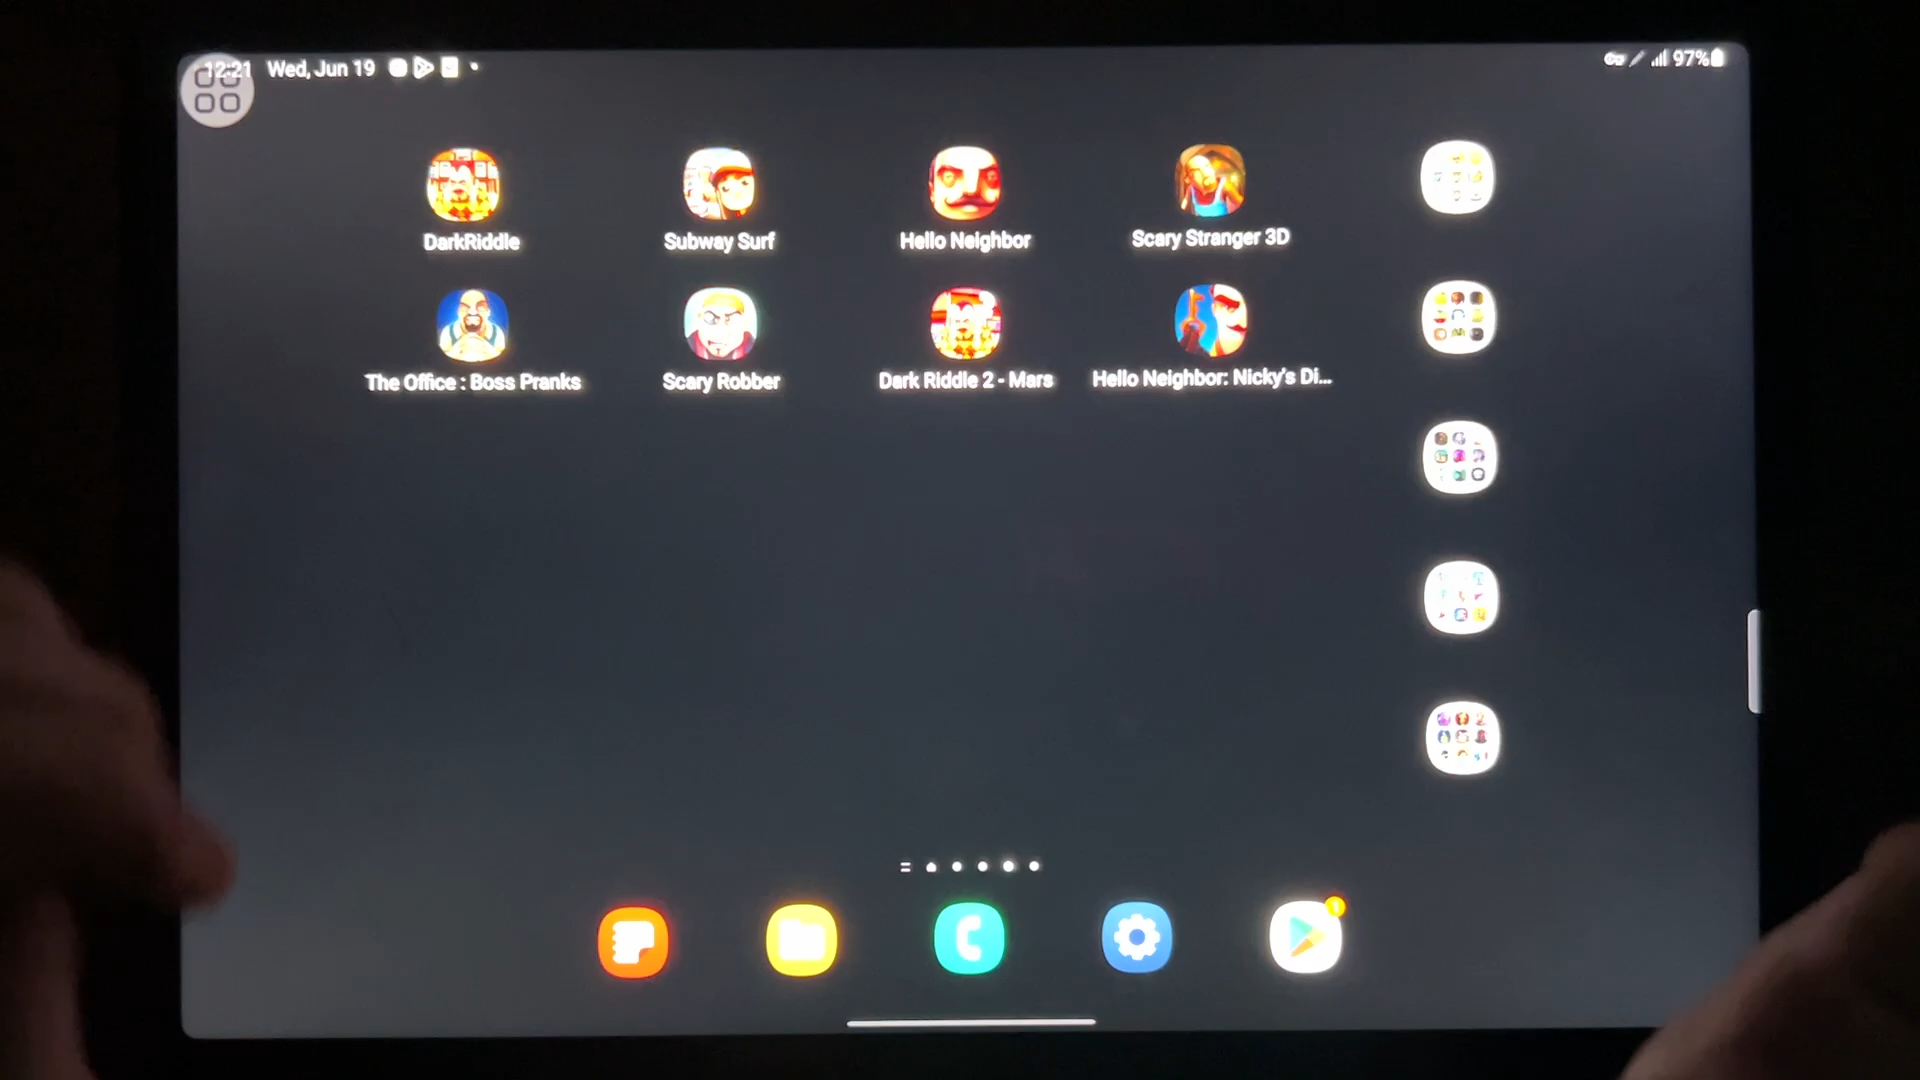 12:21 Wed, Jun 19
97%
DarkRiddle
Subway Surf
Hello Neighbor
Scary Stranger 3D
The Office : Boss Pranks
Scary Robber
Dark Riddle 2 - Mars
Hello Neighbor: Nicky's Di...
1